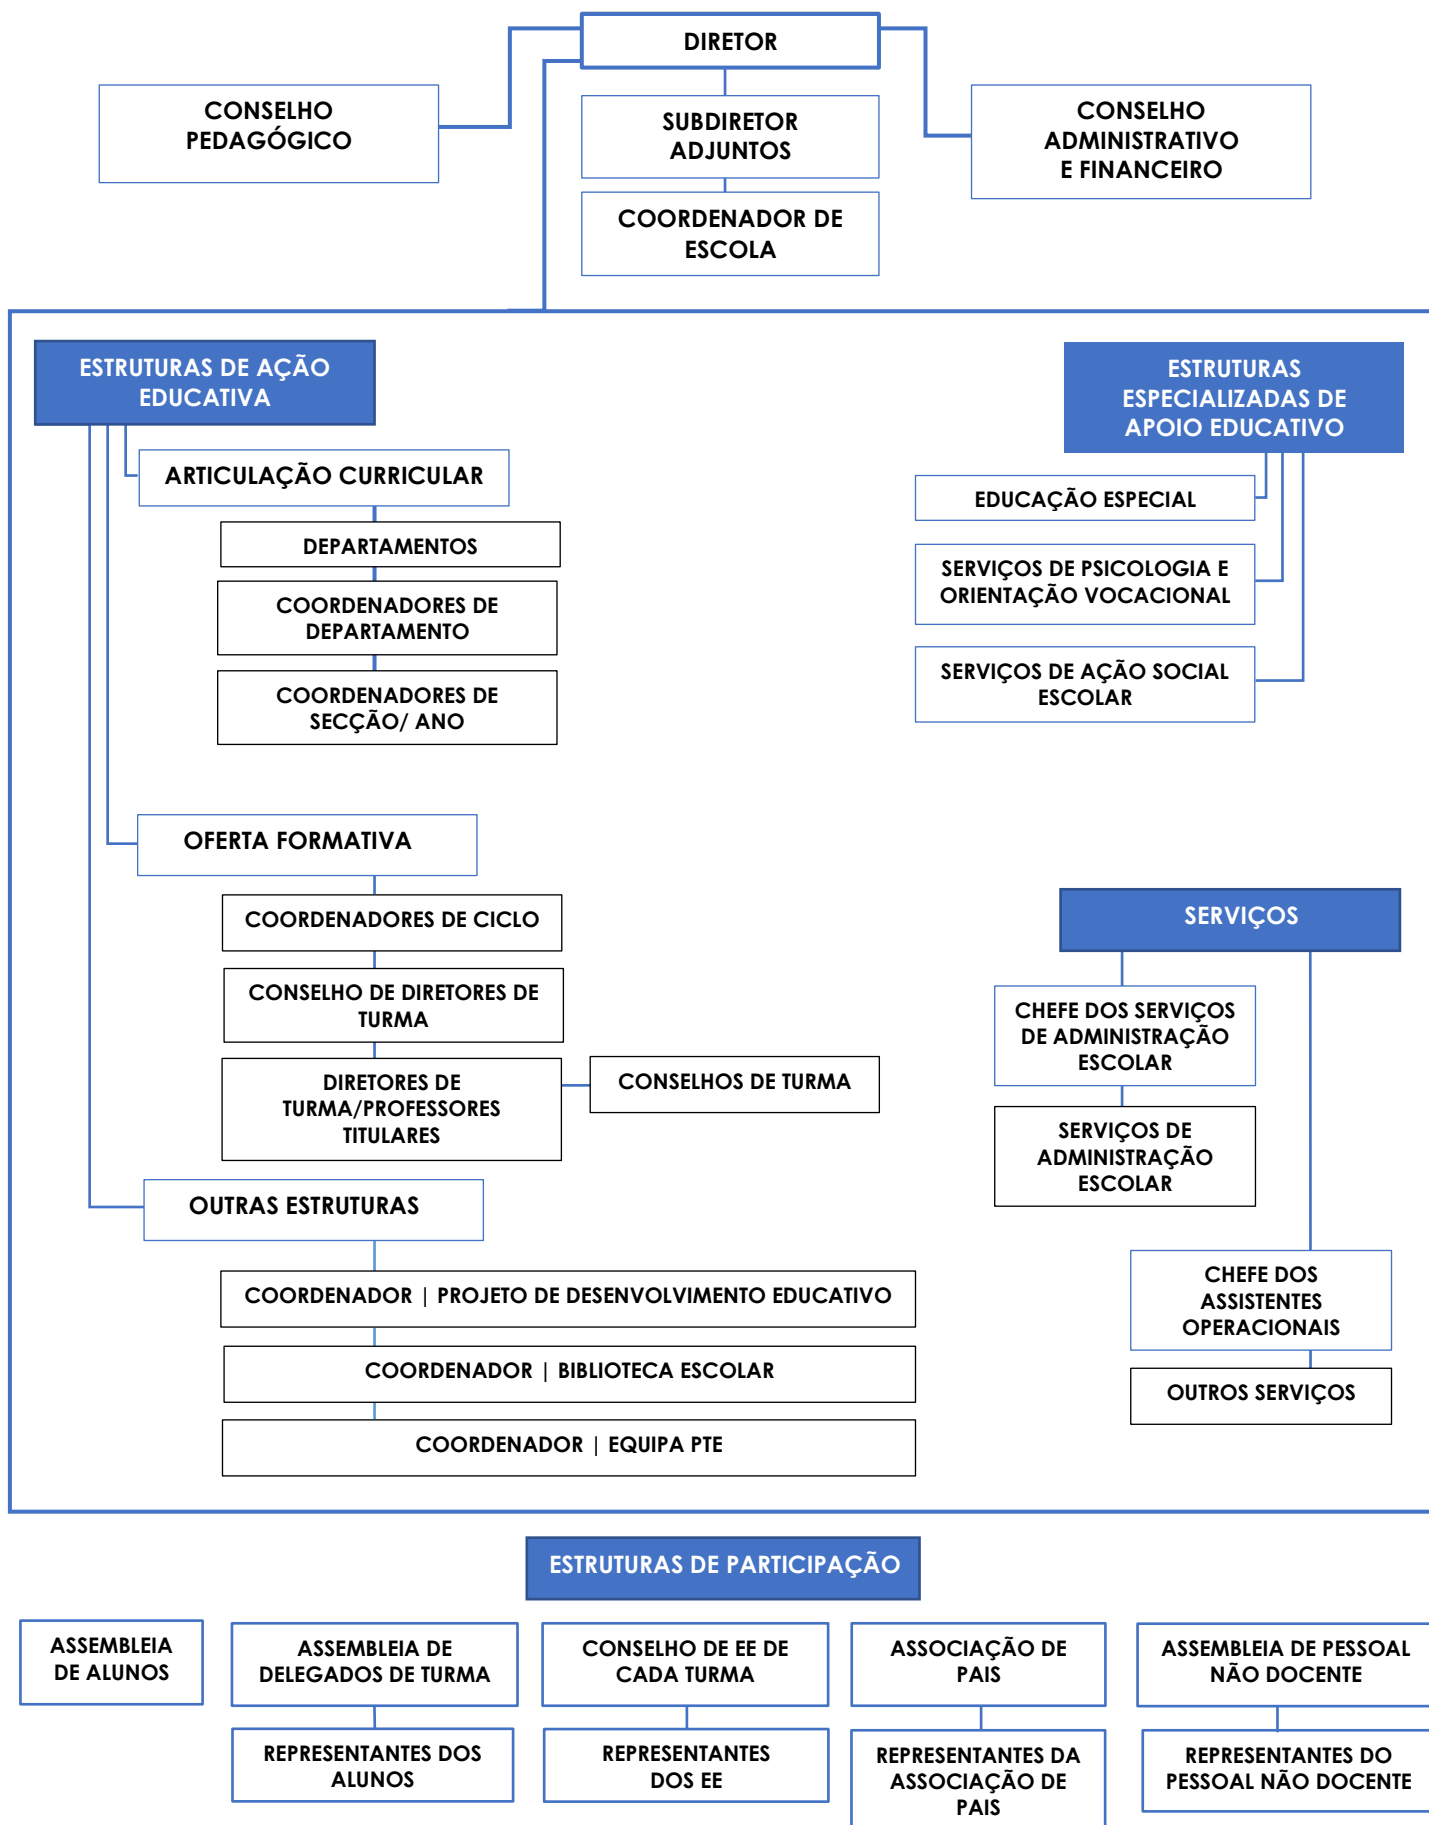 DIRETOR
CONSELHO
PEDAGÓGICO
SUBDIRETOR
ADJUNTOS
CONSELHO
ADMINISTRATIVO
E FINANCEIRO
COORDENADOR DE
ESCOLA
ESTRUTURAS DE AÇÃO
EDUCATIVA
ARTICULAÇÃO CURRICULAR
DEPARTAMENTOS
COORDENADORES DE
DEPARTAMENTO
COORDENADORES DE
SECÇÃO/ ANO
OFERTA FORMATIVA
COORDENADORES DE CICLO
CONSELHO DE DIRETORES DE
TURMA
DIRETORES DE
TURMA/PROFESSORES
TITULARES
CONSELHOS DE TURMA
OUTRAS ESTRUTURAS
COORDENADOR | PROJETO DE DESENVOLVIMENTO EDUCATIVO
COORDENADOR | BIBLIOTECA ESCOLAR
COORDENADOR | EQUIPA PTE
ESTRUTURAS
ESPECIALIZADAS DE
APOIO EDUCATIVO
EDUCAÇÃO ESPECIAL
SERVIÇOS DE PSICOLOGIA E
ORIENTAÇÃO VOCACIONAL
SERVIÇOS DE AÇÃO SOCIAL
ESCOLAR
SERVIÇOS
CHEFE DOS SERVIÇOS
DE ADMINISTRAÇÃO
ESCOLAR
SERVIÇOS DE
ADMINISTRAÇÃO
ESCOLAR
CHEFE DOS
ASSISTENTES
OPERACIONAIS
OUTROS SERVIÇOS
ESTRUTURAS DE PARTICIPAÇÃO
ASSEMBLEIA
DE ALUNOS
ASSEMBLEIA DE
DELEGADOS DE TURMA
REPRESENTANTES DOS
ALUNOS
CONSELHO DE EE DE
CADA TURMA
REPRESENTANTES
DOS EE
ASSOCIAÇÃO DE
PAIS
REPRESENTANTES DA
ASSOCIAÇÃO DE
PAIS
ASSEMBLEIA DE PESSOAL
NÃO DOCENTE
REPRESENTANTES DO
PESSOAL NÃO DOCENTE